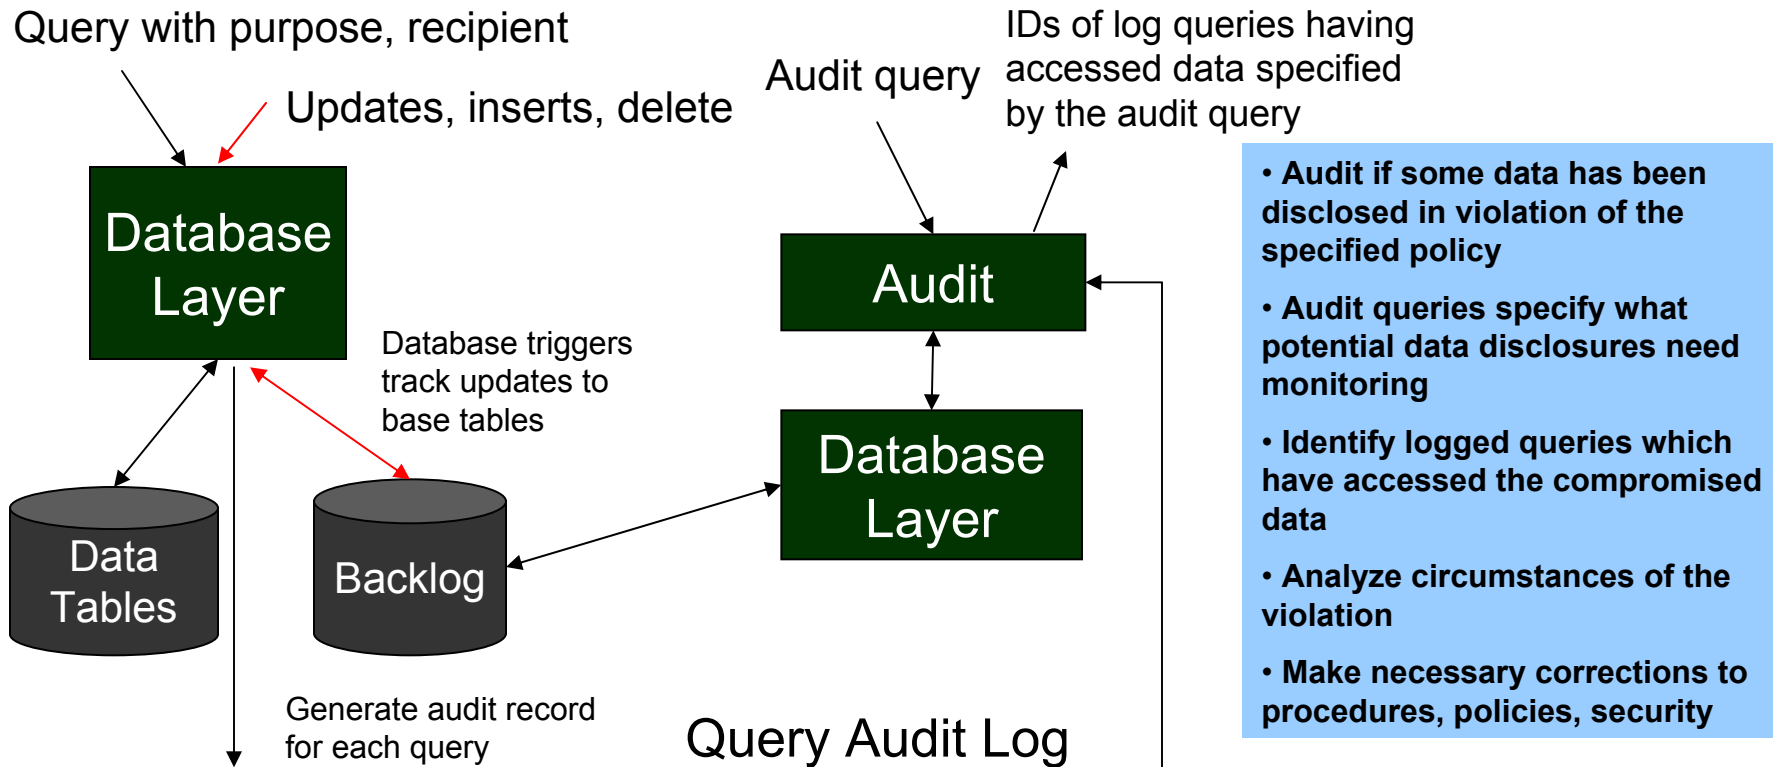 Query with purpose, recipient
Updates, inserts, delete
Database
Layer
Database triggers
track updates to
base tables
Data
Tables
Backlog
Generate audit record
for each query
Audit query
IDs of log queries having
accessed data specified
by the audit query
Audit
Database
Layer
Query Audit Log
• Audit if some data has been
disclosed in violation of the
specified policy
• Audit queries specify what
potential data disclosures need
monitoring
• Identify logged queries which
have accessed the compromised
data
• Analyze circumstances of the
violation
• Make necessary corrections to
procedures, policies, security